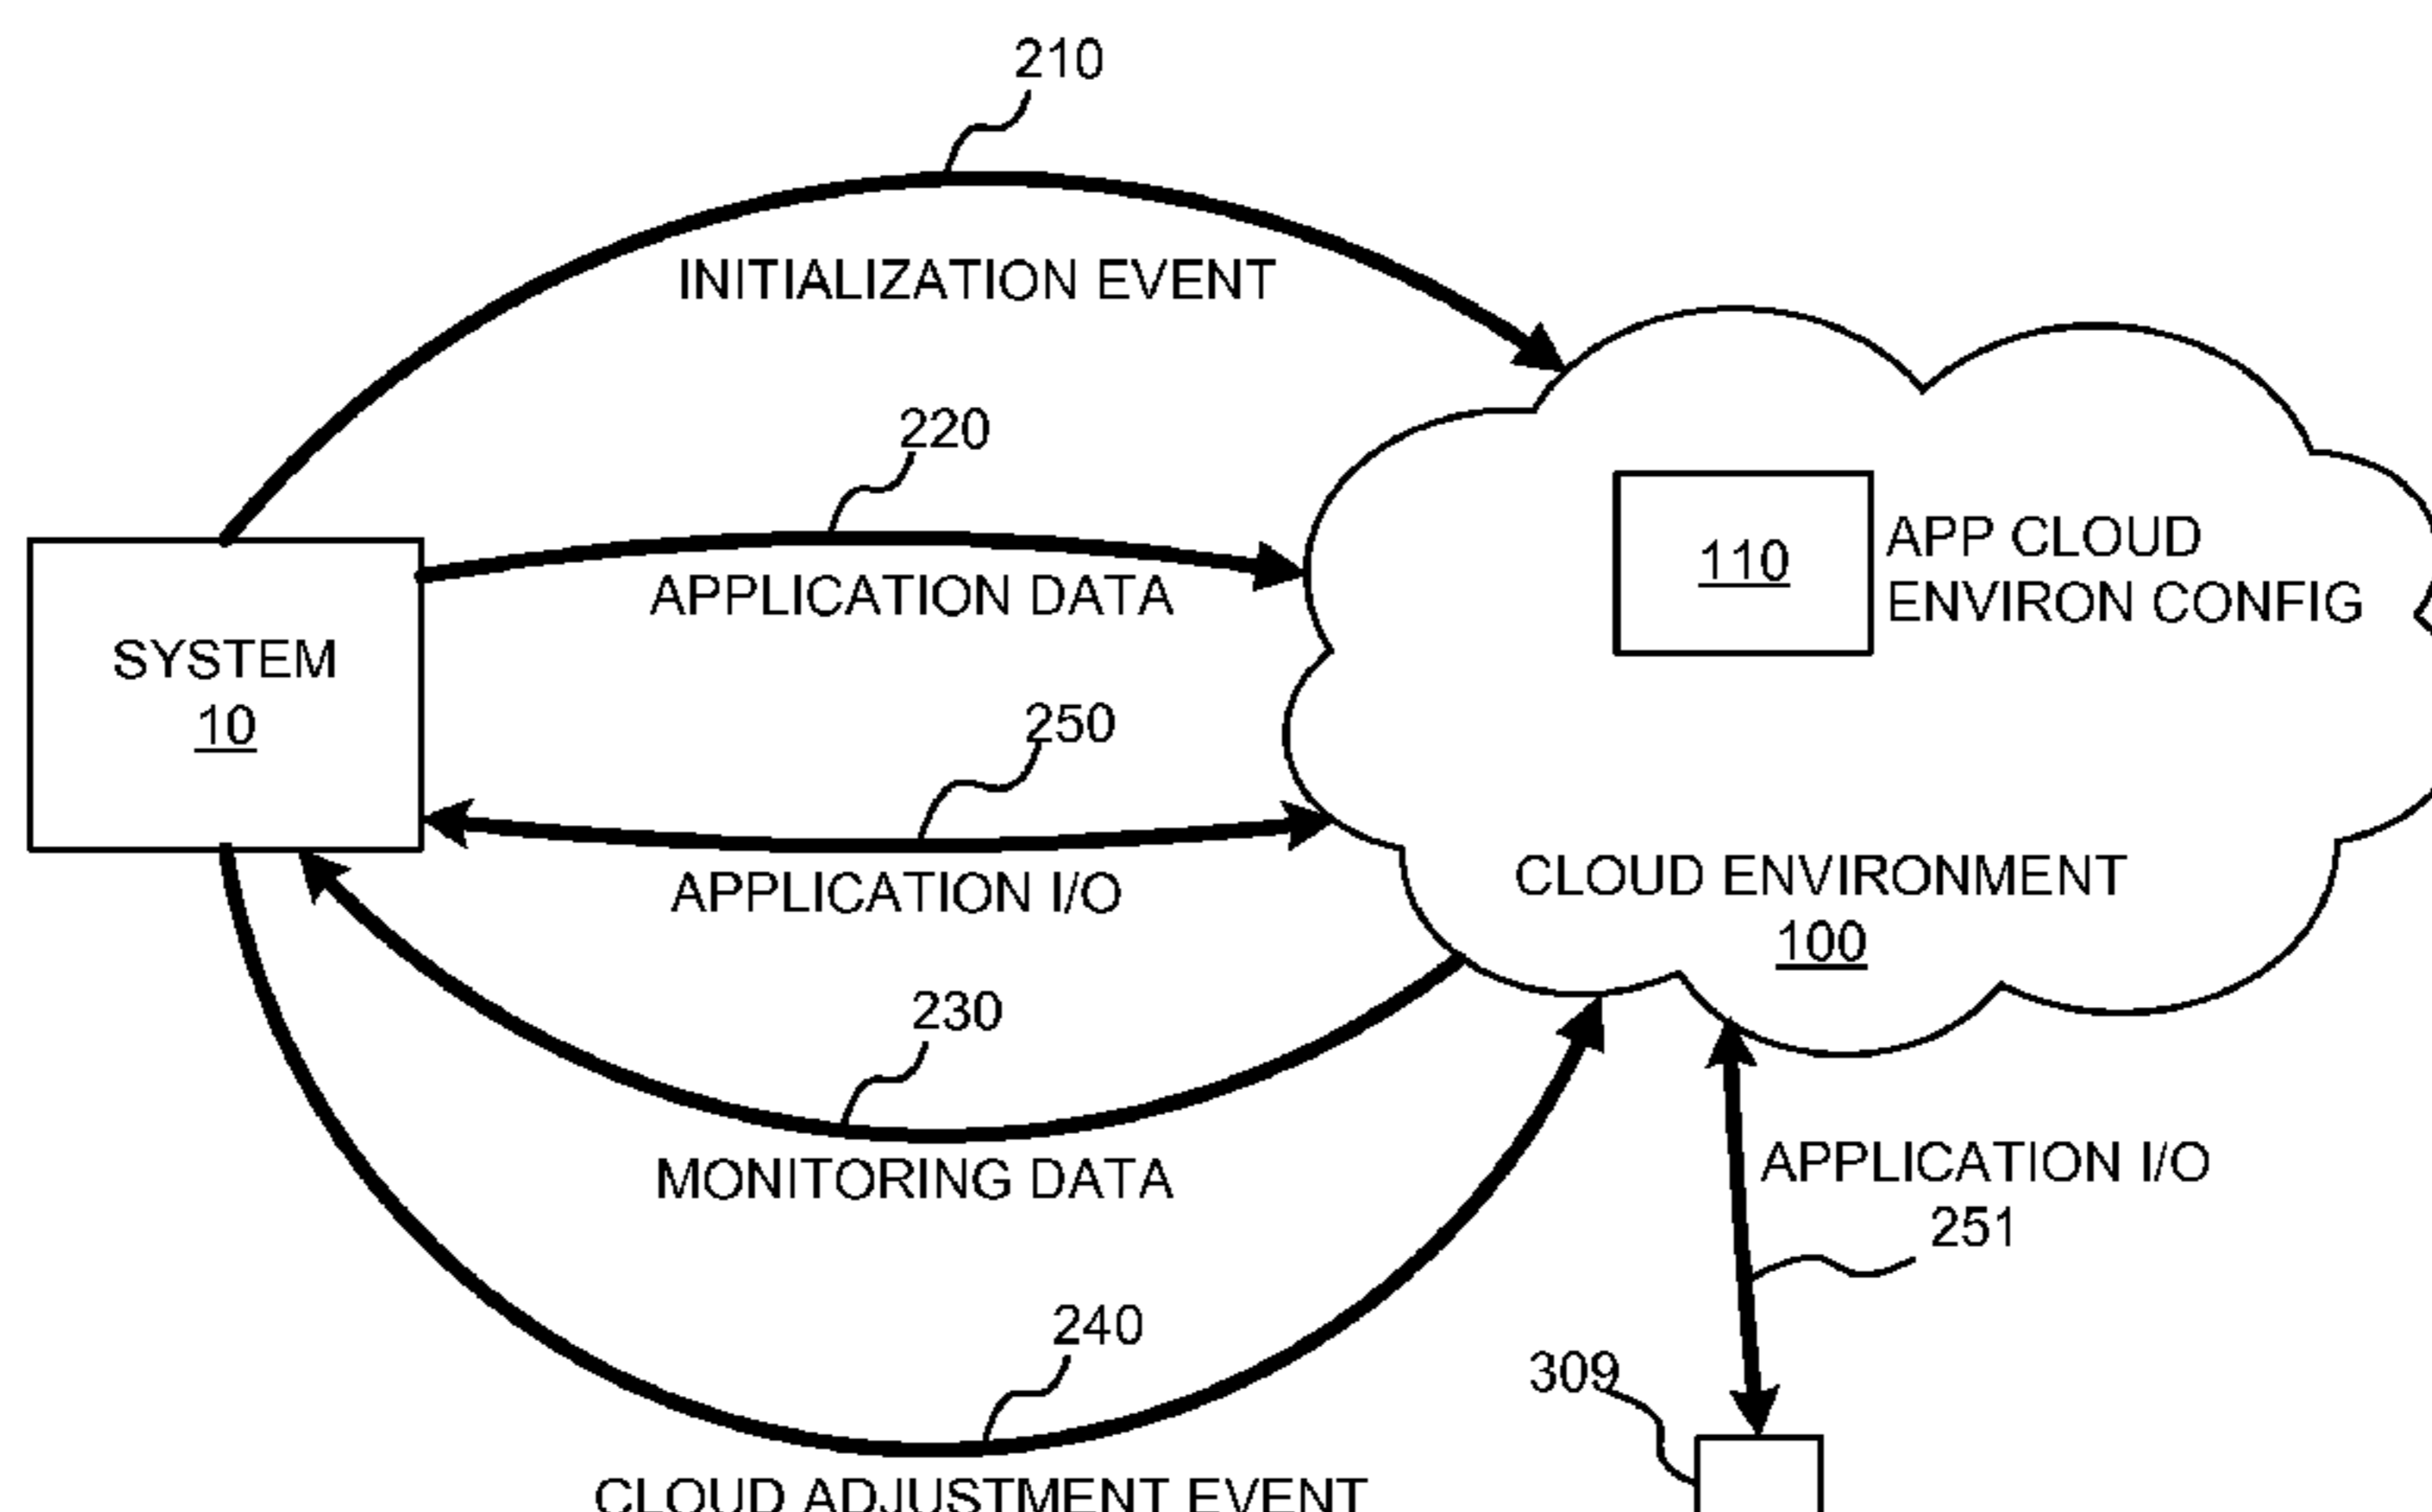 210
INITIALIZATION EVENT
220
APPLICATION DATA
110
APP CLOUD
ENVIRON CONFIG
SYSTEM
10
250
APPLICATION I/O
CLOUD ENVIRONMENT
100
230
MONITORING DATA
APPLICATION I/O
251
240
309
CLOUD ADJUSTMENT EVENT